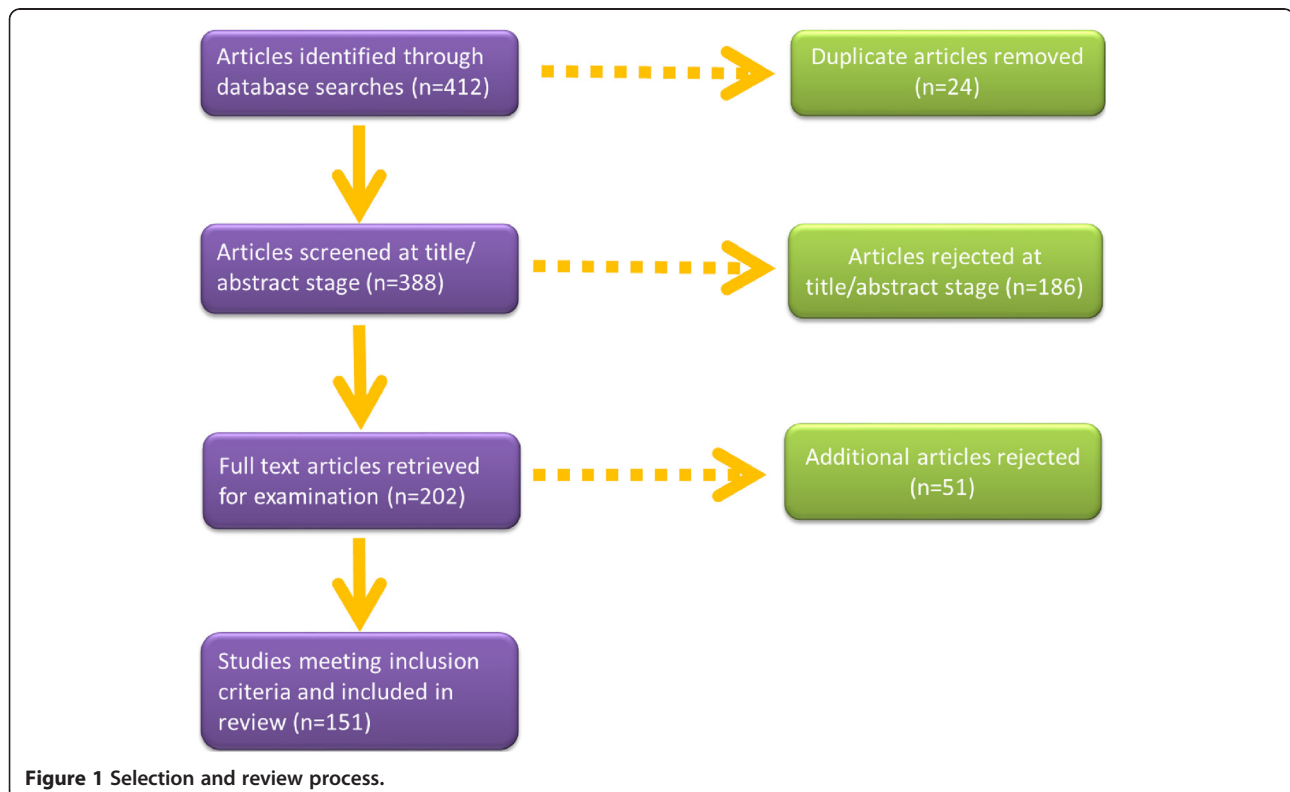 Articles identified through
database searches (n=412)
Duplicate articles removed
(n=24)
Articles screened at title/
abstract stage (n=388)
Articles rejected at
title/abstract stage (n=186)
Full text articles retrieved
for examination (n=202)
Additional articles rejected
(n=51)
Studies meeting inclusion
criteria and included in
review (n=151)
Figure 1 Selection and review process.